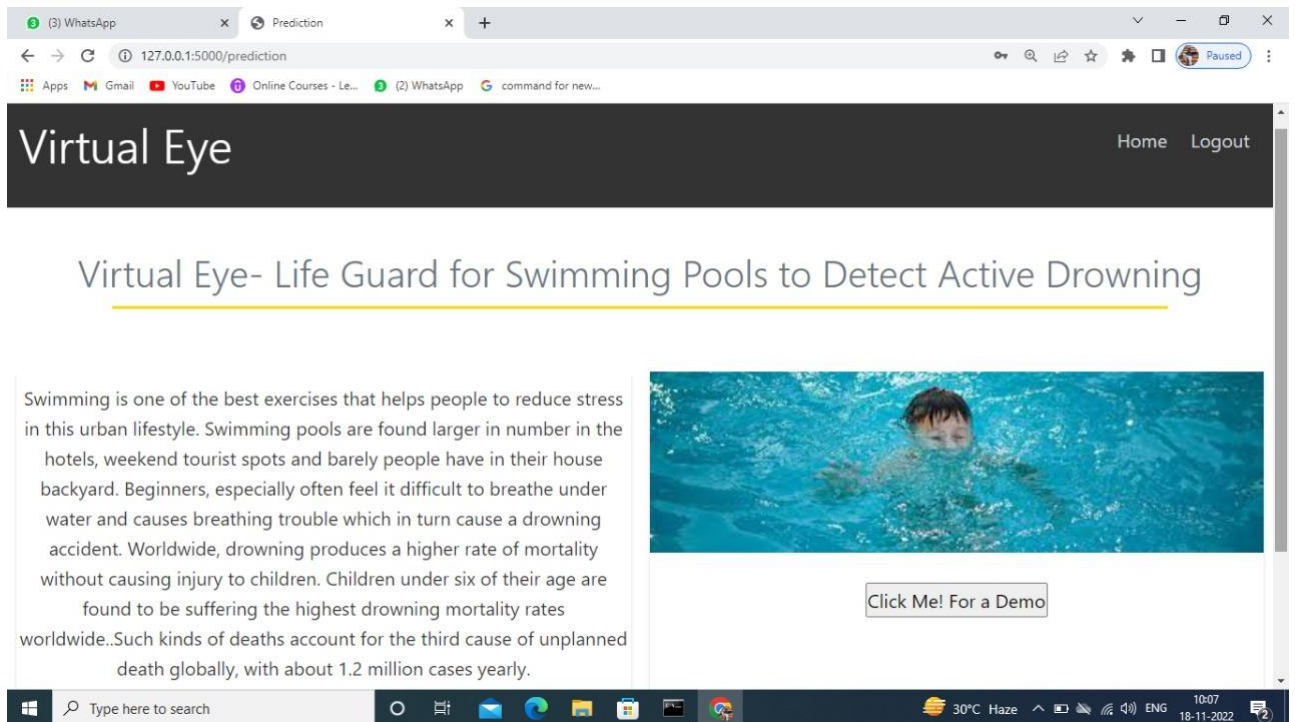 (3) WhatsApp
Prediction
127.0.0.1:5000/prediction
Paused
Apps
Gmail
YouTube
Online Courses - Le...
(2) WhatsApp
command for new...
Virtual Eye
Home
Logout
Virtual Eye- Life Guard for Swimming Pools to Detect Active Drowning
Swimming is one of the best exercises that helps people to reduce stress
in this urban lifestyle. Swimming pools are found larger in number in the
hotels, weekend tourist spots and barely people have in their house
backyard. Beginners, especially often feel it difficult to breathe under
water and causes breathing trouble which in turn cause a drowning
accident. Worldwide, drowning produces a higher rate of mortality
without causing injury to children. Children under six of their age are
found to be suffering the highest drowning mortality rates
worldwide..Such kinds of deaths account for the third cause of unplanned
death globally, with about 1.2 million cases yearly.
Click Me! For a Demo
Type here to search
30°C Haze
ENG
10:07
18-11-2022
2